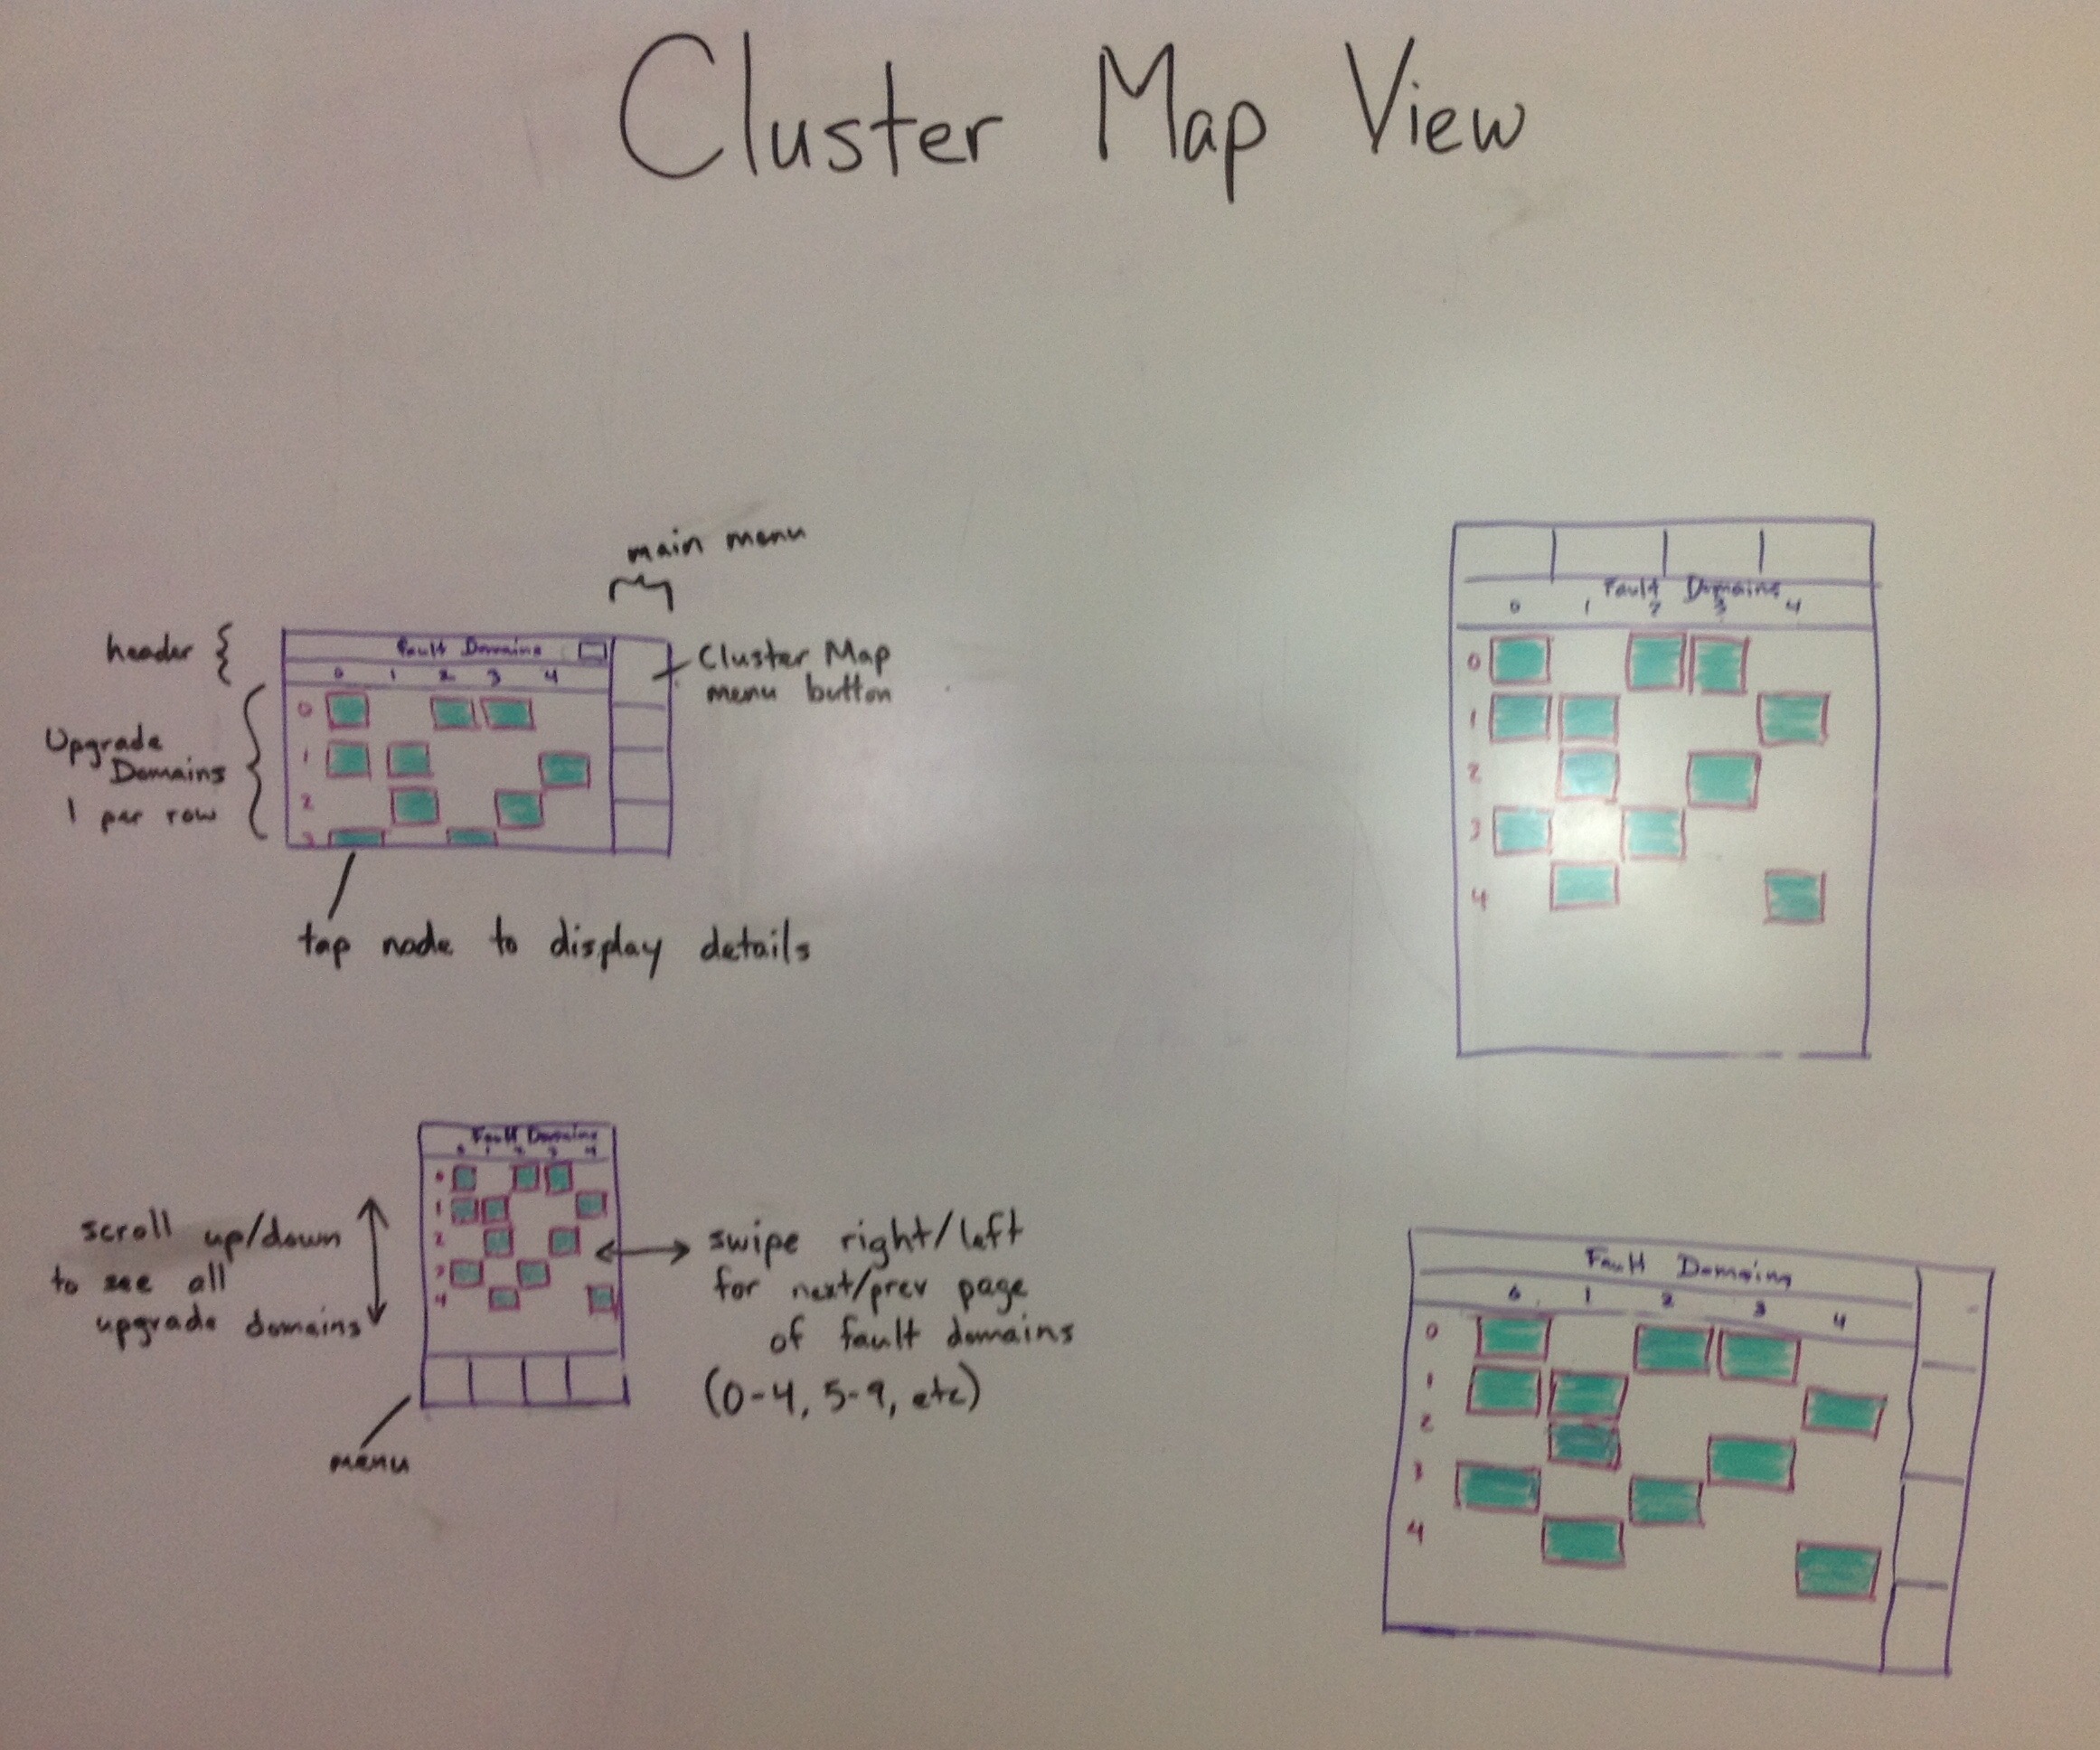 Cluster Map View
main menu
header {
Fault Domains
0 1 2 3 4
0
1
2
3
Cluster Map
menu button
Upgrade
Domains
1 per row
tap node to display details
Fault Domains
0 1 2 3 4
0
1
2
3
4
Fault Domains
0 1 2 3 4
0
1
2
3
4
scroll up/down
to see all
upgrade domains
swipe right/left
for next/prev page
of fault domains
(0-4, 5-9, etc)
menu
Fault Domains
0 1 2 3 4
0
1
2
3
4